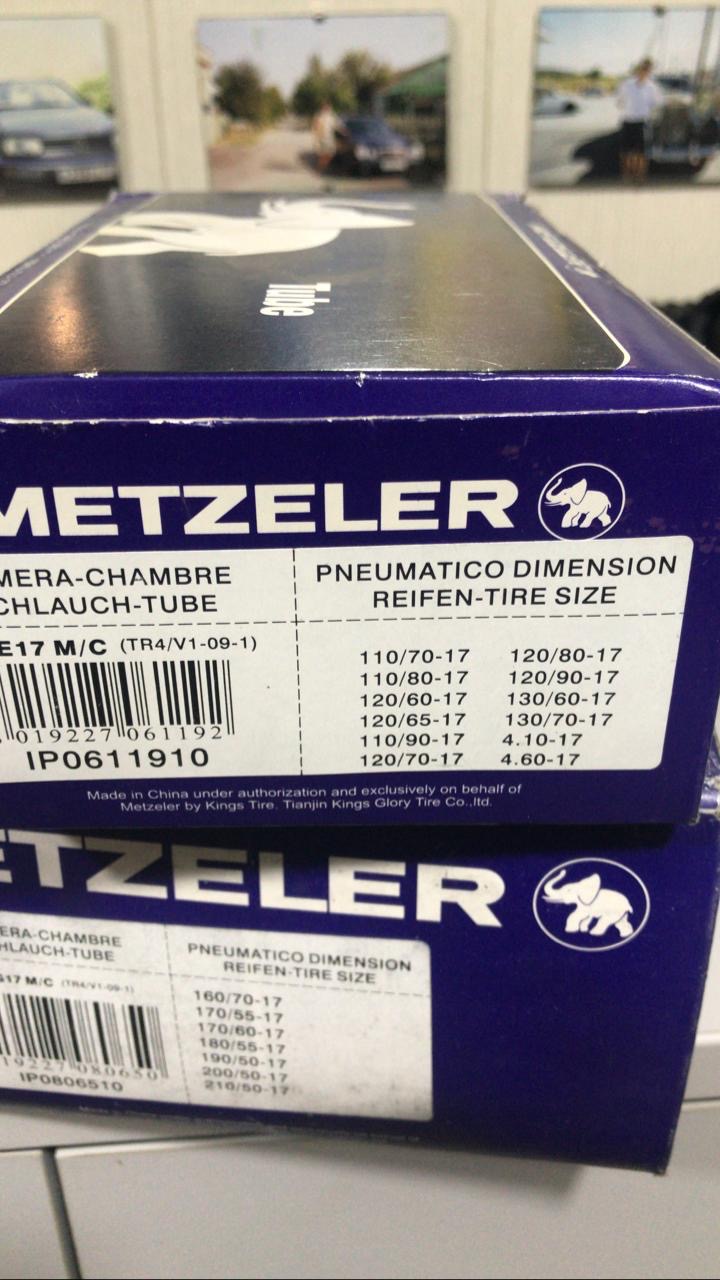 Tube
METZELER
MERA-CHAMBRE
CHLAUCH-TUBE
PNEUMATICO DIMENSION
REIFEN-TIRE SIZE
E17 M/C (TR4/V1-09-1)
110/70-17 120/80-17
110/80-17 120/90-17
120/60-17 130/60-17
120/65-17 130/70-17
110/90-17 4.10-17
120/70-17 4.60-17
019227 061192
IP0611910
Made in China under authorization and exclusively on behalf of
Metzeler by Kings Tire. Tianjin Kings Glory Tire Co.,ltd.
ETZELER
ERA-CHAMBRE
HLAUCH-TUBE
PNEUMATICO DIMENSION
REIFEN-TIRE SIZE
G17 M/C (TR4/V1-09-1)
160/70-17
170/55-17
170/60-17
180/55-17
190/50-17
200/50-17
210/50-17
19227 080650
IP0806510